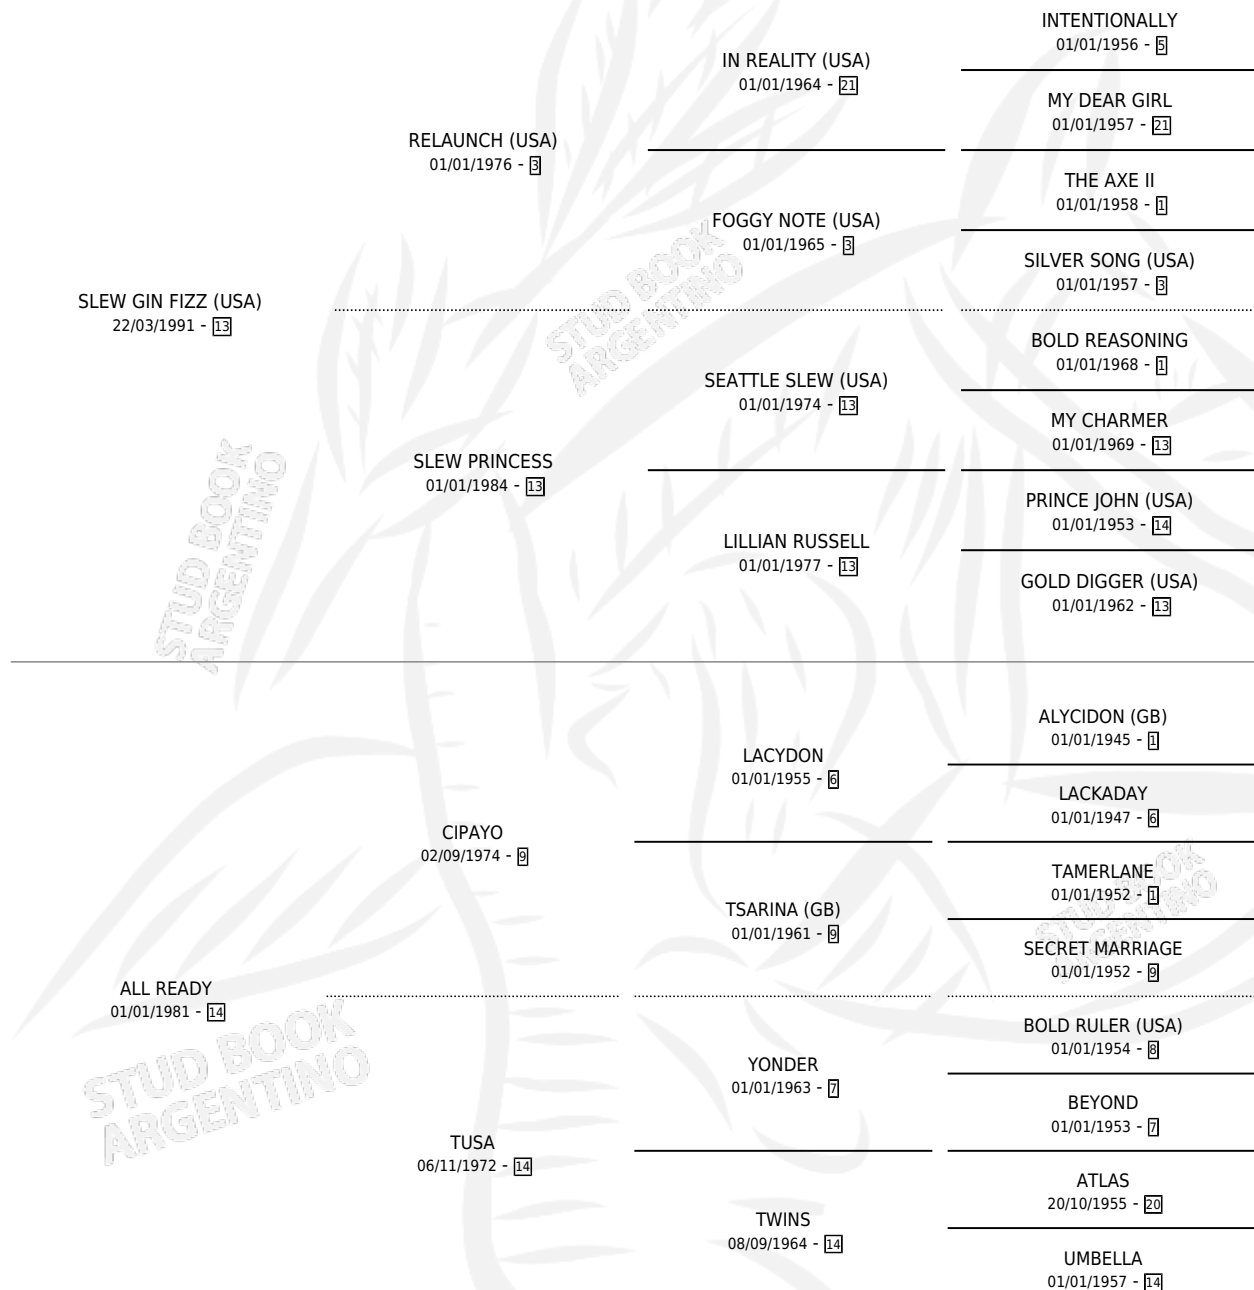 INTENTIONALLY
01/01/1956 - 5
IN REALITY (USA)
01/01/1964 - 21
MY DEAR GIRL
01/01/1957 - 21
RELAUNCH (USA)
01/01/1976 - 3
THE AXE II
01/01/1958 - 1
FOGGY NOTE (USA)
01/01/1965 - 3
SILVER SONG (USA)
01/01/1957 - 3
SLEW GIN FIZZ (USA)
22/03/1991 - 13
BOLD REASONING
01/01/1968 - 1
SEATTLE SLEW (USA)
01/01/1974 - 13
MY CHARMER
01/01/1969 - 13
SLEW PRINCESS
01/01/1984 - 13
PRINCE JOHN (USA)
01/01/1953 - 14
LILLIAN RUSSELL
01/01/1977 - 13
GOLD DIGGER (USA)
01/01/1962 - 13
ALYCIDON (GB)
01/01/1945 - 1
LACYDON
01/01/1955 - 6
LACKADAY
01/01/1947 - 6
CIPAYO
02/09/1974 - 9
TAMERLANE
01/01/1952 - 1
TSARINA (GB)
01/01/1961 - 9
SECRET MARRIAGE
01/01/1952 - 9
ALL READY
01/01/1981 - 14
BOLD RULER (USA)
01/01/1954 - 8
YONDER
01/01/1963 - 7
BEYOND
01/01/1953 - 7
TUSA
06/11/1972 - 14
ATLAS
20/10/1955 - 20
TWINS
08/09/1964 - 14
UMBELLA
01/01/1957 - 14
STUD BOOK
ARGENTINO
STUD BOOK
ARGENTINO
STUD BOOK
ARGENTINO
STUD BOOK
ARGENTINO